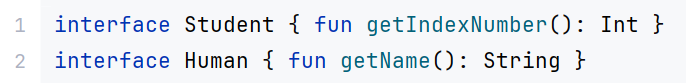 1 interface Student { fun getIndexNumber(): Int }
2 interface Human { fun getName(): String }